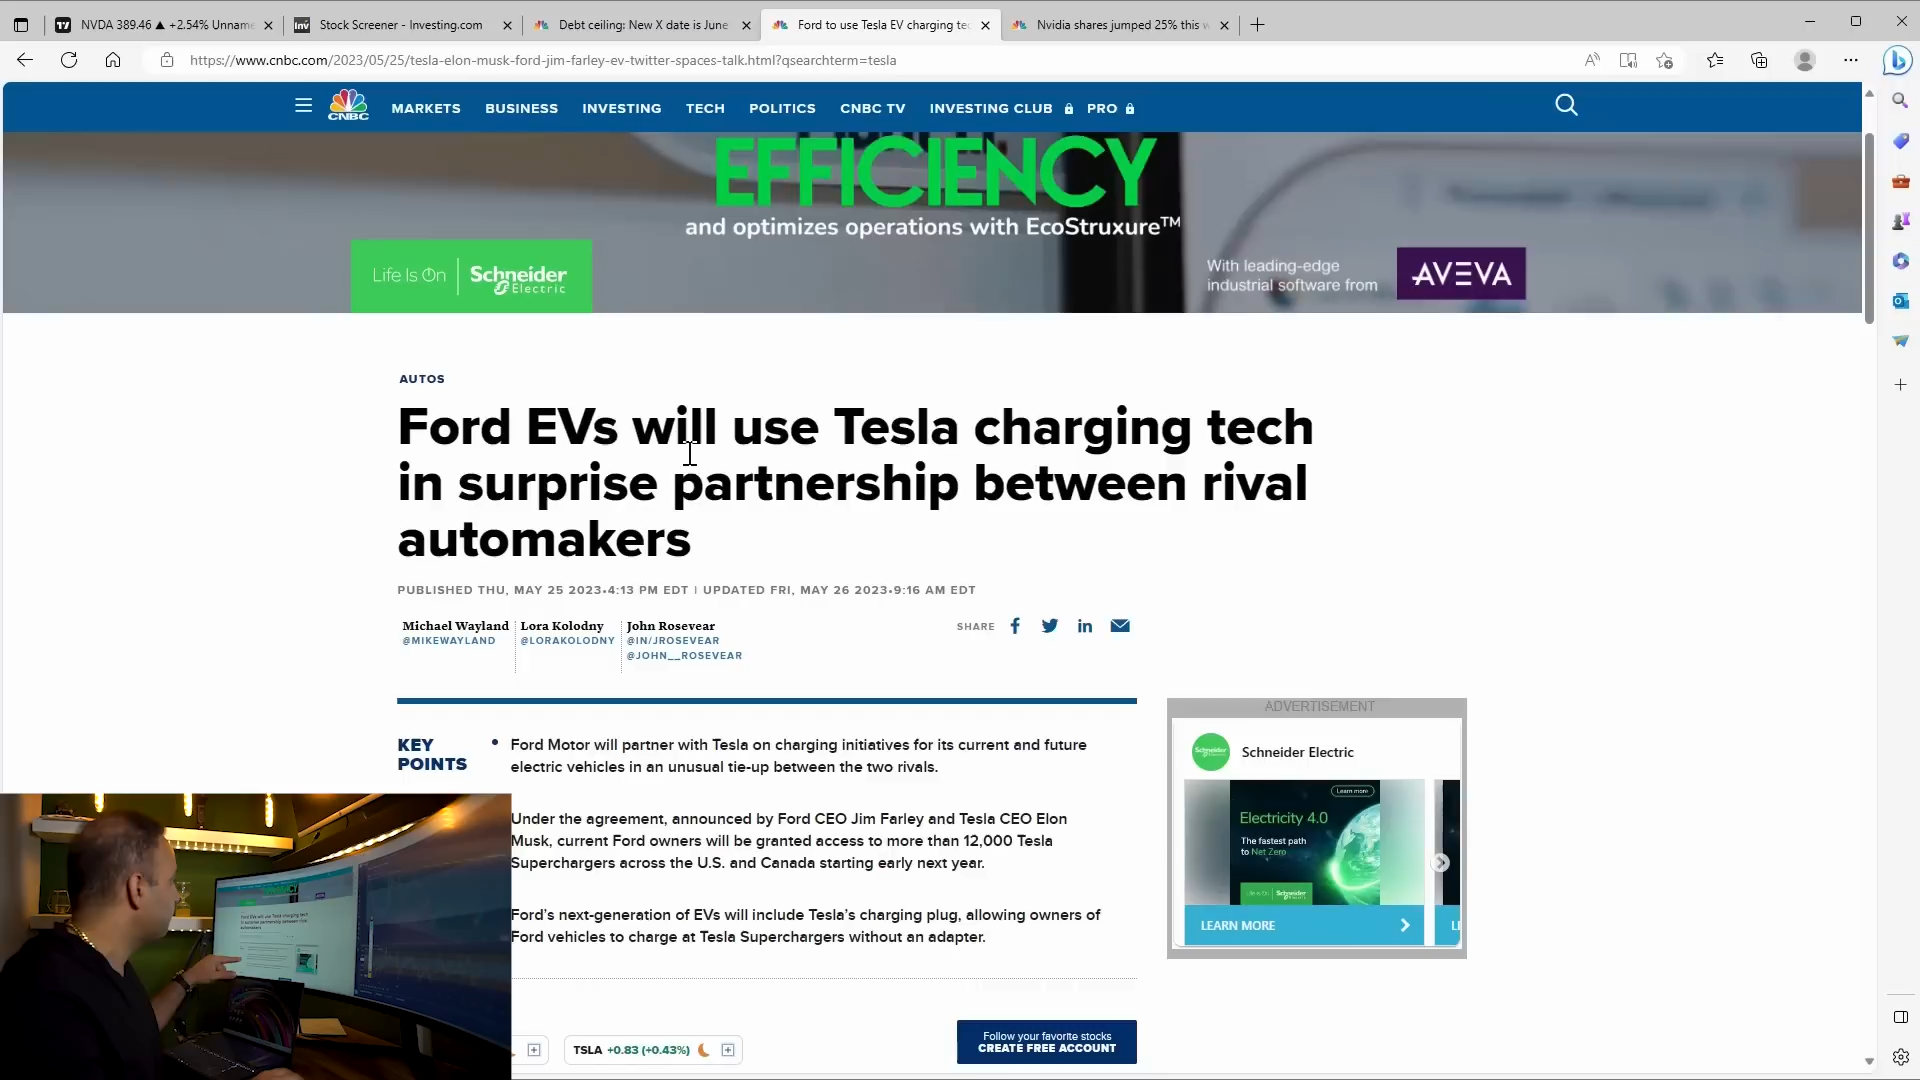 NVDA 389.46 ▲ +2.54% Unname
Stock Screener - Investing.com
Debt ceiling: New X date is June
Ford to use Tesla EV charging te
Nvidia shares jumped 25% this w
https://www.cnbc.com/2023/05/25/tesla-elon-musk-ford-jim-farley-ev-twitter-spaces-talk.html?qsearchterm=tesla
CNBC
MARKETS BUSINESS INVESTING TECH POLITICS CNBC TV INVESTING CLUB PRO
EFFICIENCY
and optimizes operations with EcoStruxure™
Life Is On Schneider Electric
With leading-edge
industrial software from
AVEVA
AUTOS
Ford EVs will use Tesla charging tech
in surprise partnership between rival
automakers
PUBLISHED THU, MAY 25 2023•4:13 PM EDT | UPDATED FRI, MAY 26 2023•9:16 AM EDT
Michael Wayland
@MIKEWAYLAND
Lora Kolodny
@LORAKOLODNY
John Rosevear
@IN/JROSEVEAR
@JOHN__ROSEVEAR
SHARE
KEY
POINTS
• Ford Motor will partner with Tesla on charging initiatives for its current and future
electric vehicles in an unusual tie-up between the two rivals.
Under the agreement, announced by Ford CEO Jim Farley and Tesla CEO Elon
Musk, current Ford owners will be granted access to more than 12,000 Tesla
Superchargers across the U.S. and Canada starting early next year.
Ford's next-generation of EVs will include Tesla's charging plug, allowing owners of
Ford vehicles to charge at Tesla Superchargers without an adapter.
ADVERTISEMENT
Schneider Electric
Learn more
Electricity 4.0
The fastest path
to Net Zero
LEARN MORE
TSLA +0.83 (+0.43%)
Follow your favorite stocks
CREATE FREE ACCOUNT